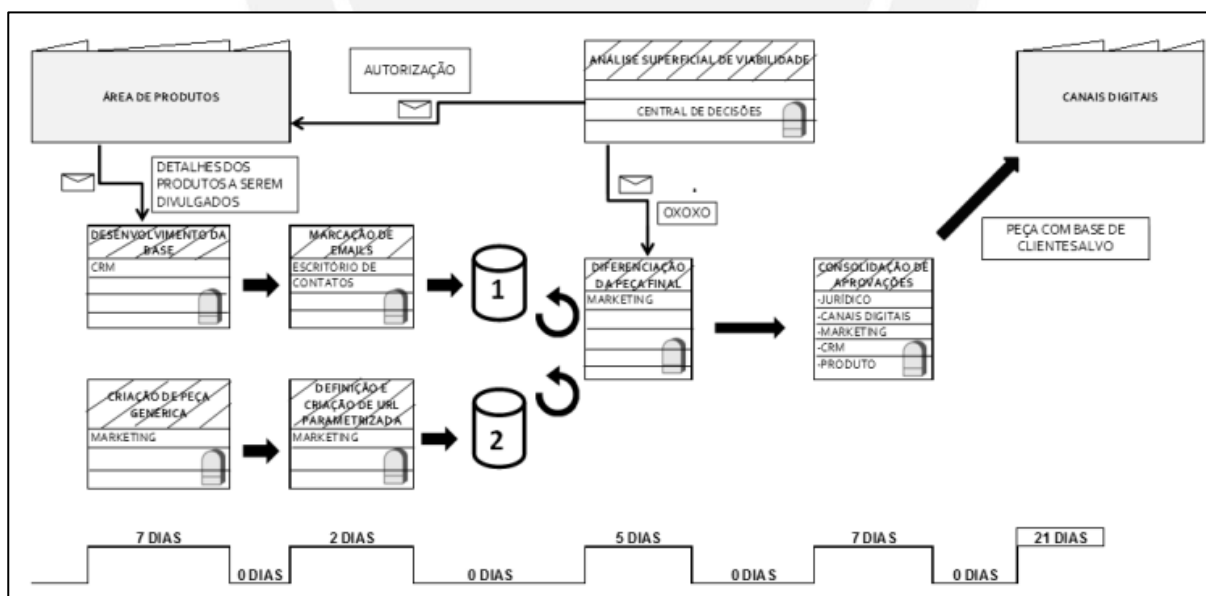 ÁREA DE PRODUTOS
AUTORIZAÇÃO
ANÁLISE SUPERFICIAL DE VIABILIDADE
CENTRAL DE DECISÕES
CANAIS DIGITAIS
DETALHES DOS
PRODUTOS A SEREM
DIVULGADOS
OXOXO
PEÇA COM BASE DE
CLIENTESALVO
DESENVOLVIMENTO DA
BASE
CRM
MARCAÇÃO DE
EMAILS
ESCRITÓRIO DE
CONTATOS
1
DIFERENCIAÇÃO
DA PEÇA FINAL
MARKETING
CONSOLIDAÇÃO DE
APROVAÇÕES
-JURÍDICO
-CANAIS DIGITAIS
-MARKETING
-CRM
-PRODUTO
CRIAÇÃO DE PEÇA
GENÉRICA
MARKETING
DEFINIÇÃO E
CRIAÇÃO DE URL
PARAMETRIZADA
MARKETING
2
7 DIAS
0 DIAS
2 DIAS
0 DIAS
5 DIAS
0 DIAS
7 DIAS
0 DIAS
21 DIAS